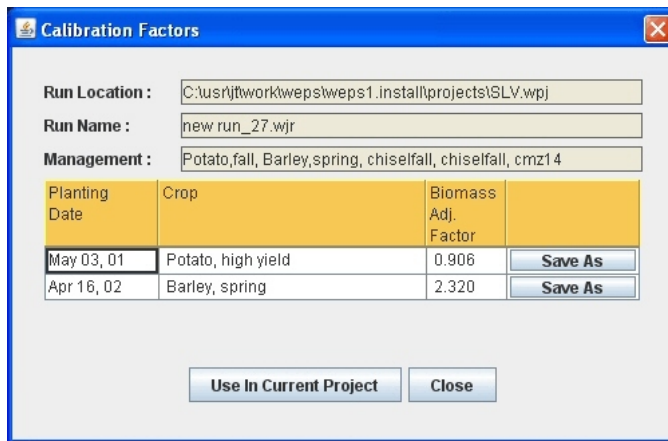 Calibration Factors
Run Location : C:\usr\jt\work\weps\weps1.install\projects\SLV.wpj
Run Name : new run_27.wjr
Management : Potato,fall, Barley,spring, chiselfall, chiselfall, cmz14
Planting Date Crop Biomass Adj. Factor
May 03, 01 Potato, high yield 0.906 Save As
Apr 16, 02 Barley, spring 2.320 Save As
Use In Current Project Close